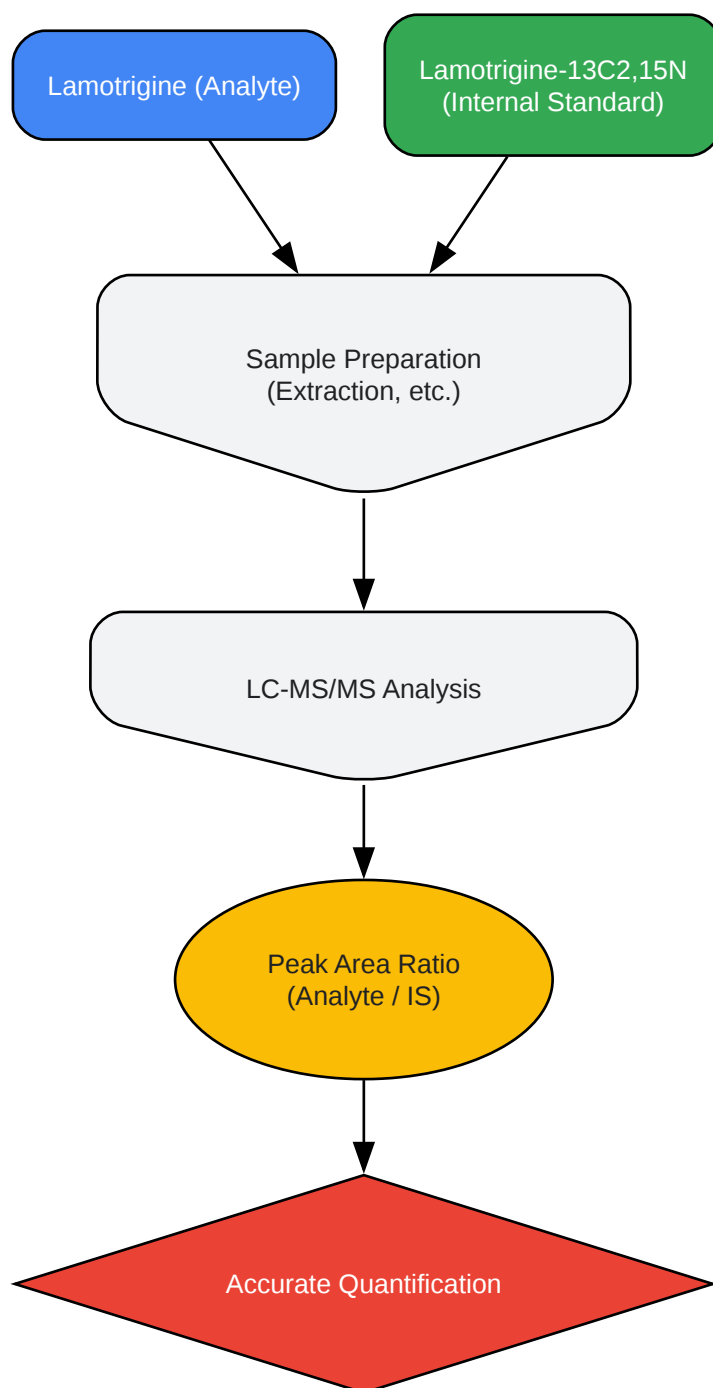 Lamotrigine (Analyte)
Lamotrigine-13C2,15N
(Internal Standard)
Sample Preparation
(Extraction, etc.)
LC-MS/MS Analysis
Peak Area Ratio
(Analyte / IS)
Accurate Quantification